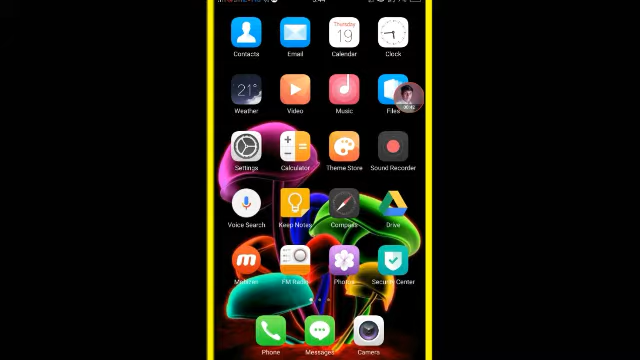 Contacts Email Calendar Clock
Thursday
19
21°
Weather Video Music Files
Settings Calculator Theme Store Sound Recorder
Voice Search Keep Notes Compass Drive
FM Radio Photos Security Center
Phone Messages Camera